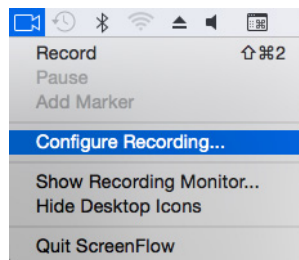 Record ⇧⌘2
Pause
Add Marker
Configure Recording...
Show Recording Monitor...
Hide Desktop Icons
Quit ScreenFlow